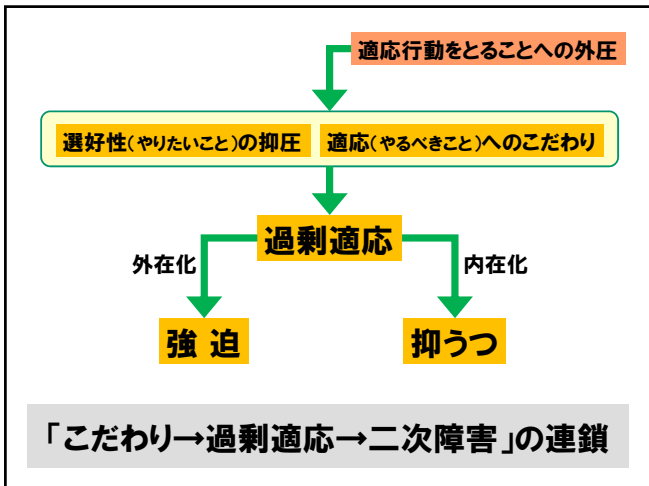 適応行動をとることへの外圧
選好性(やりたいこと)の抑圧 適応(やるべきこと)へのこだわり
過剰適応
外在化 内在化
強 迫 抑うつ
「こだわり→過剰適応→二次障害」の連鎖